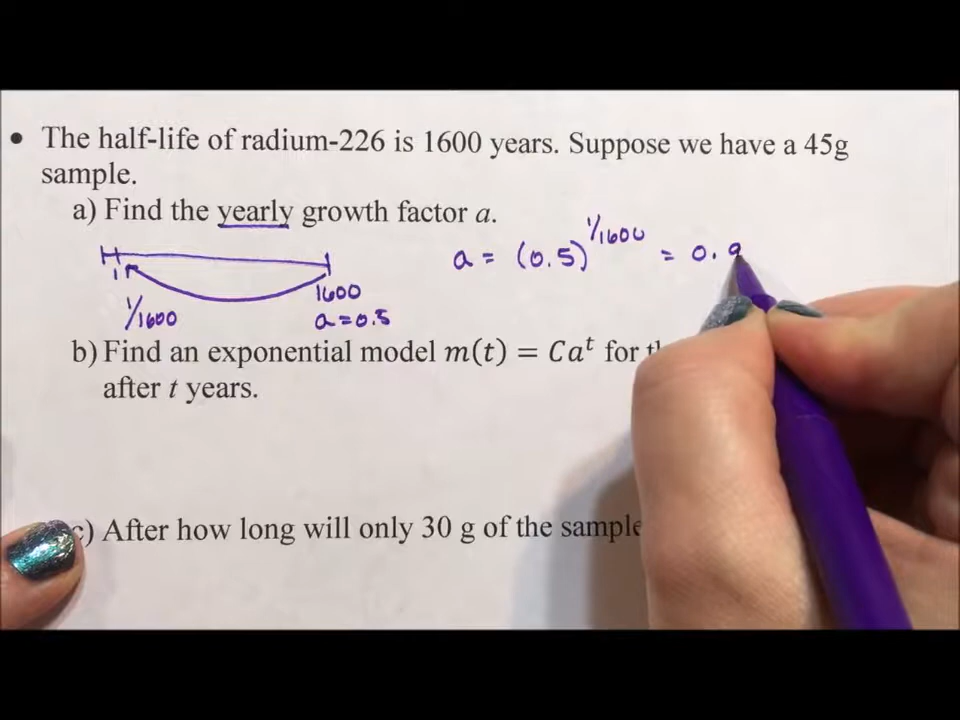 • The half-life of radium-226 is 1600 years. Suppose we have a 45g
sample.
a) Find the yearly growth factor a.
a = (0.5)^1/1600 = 0.9
1
1/1600
1600
a=0.5
b) Find an exponential model m(t) = Ca^t for
after t years.
c) After how long will only 30 g of the sample